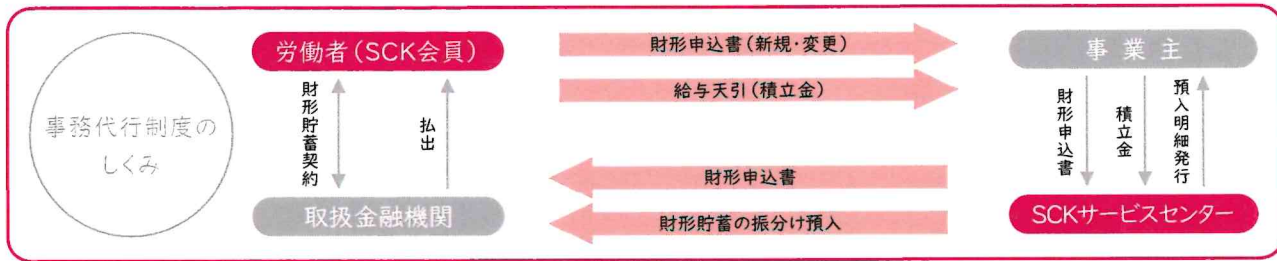 事務代行制度の
しくみ
労働者(SCK会員)
財形申込書(新規・変更)
給与天引(積立金)
事業主
財形貯蓄契約
払出
財形申込書
積立金
預入明細発行
財形申込書
財形貯蓄の振分け預入
取扱金融機関
SCKサービスセンター